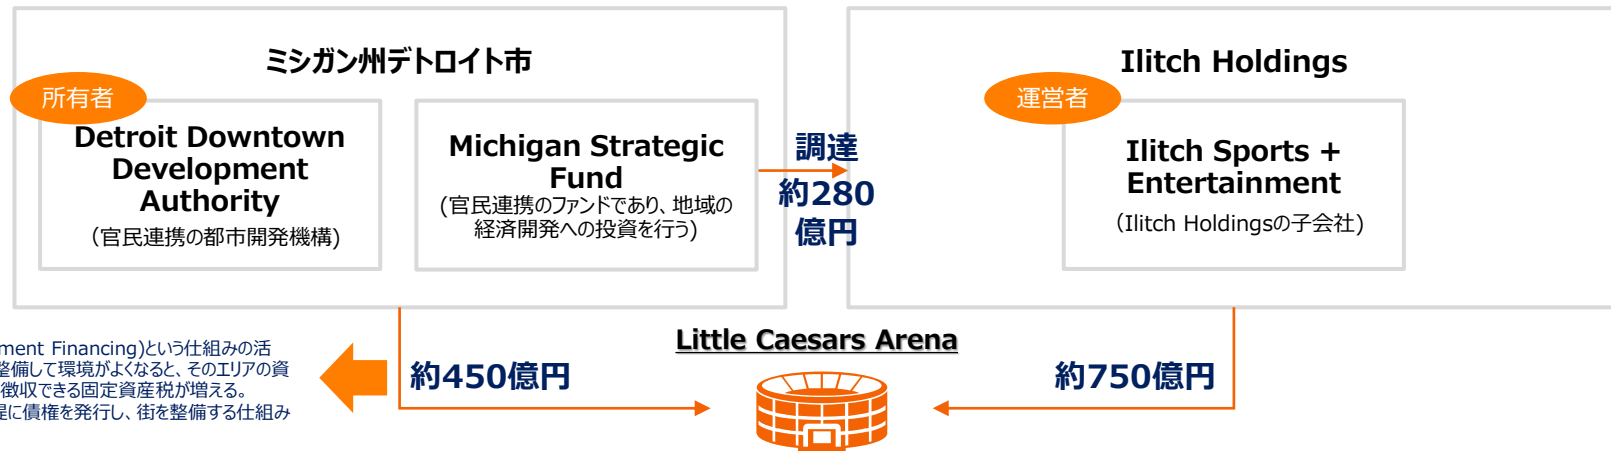 ミシガン州デトロイト市
所有者
Detroit Downtown
Development
Authority
（官民連携の都市開発機構)
Michigan Strategic
Fund
(官民連携のファンドであり、地域の
経済開発への投資を行う)
調達
約280
億円
Ilitch Holdings
運営者
Ilitch Sports +
Entertainment
（Ilitch Holdingsの子会社)
ment Financing)という仕組みの活
整備して環境がよくなると、そのエリアの資
徴収できる固定資産税が増える。
に債権を発行し、街を整備する仕組み
約450億円
Little Caesars Arena
約750億円